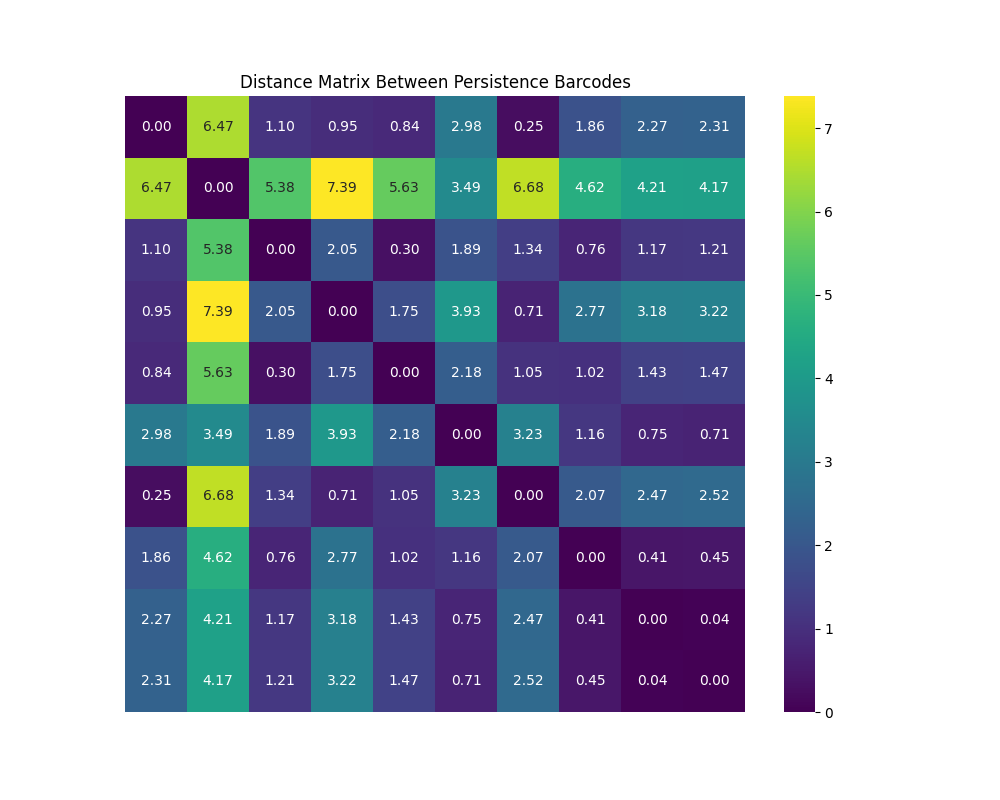 Distance Matrix Between Persistence Barcodes
0.00 6.47 1.10 0.95 0.84 2.98 0.25 1.86 2.27 2.31
6.47 0.00 5.38 7.39 5.63 3.49 6.68 4.62 4.21 4.17
1.10 5.38 0.00 2.05 0.30 1.89 1.34 0.76 1.17 1.21
0.95 7.39 2.05 0.00 1.75 3.93 0.71 2.77 3.18 3.22
0.84 5.63 0.30 1.75 0.00 2.18 1.05 1.02 1.43 1.47
2.98 3.49 1.89 3.93 2.18 0.00 3.23 1.16 0.75 0.71
0.25 6.68 1.34 0.71 1.05 3.23 0.00 2.07 2.47 2.52
1.86 4.62 0.76 2.77 1.02 1.16 2.07 0.00 0.41 0.45
2.27 4.21 1.17 3.18 1.43 0.75 2.47 0.41 0.00 0.04
2.31 4.17 1.21 3.22 1.47 0.71 2.52 0.45 0.04 0.00
7
6
5
4
3
2
1
0